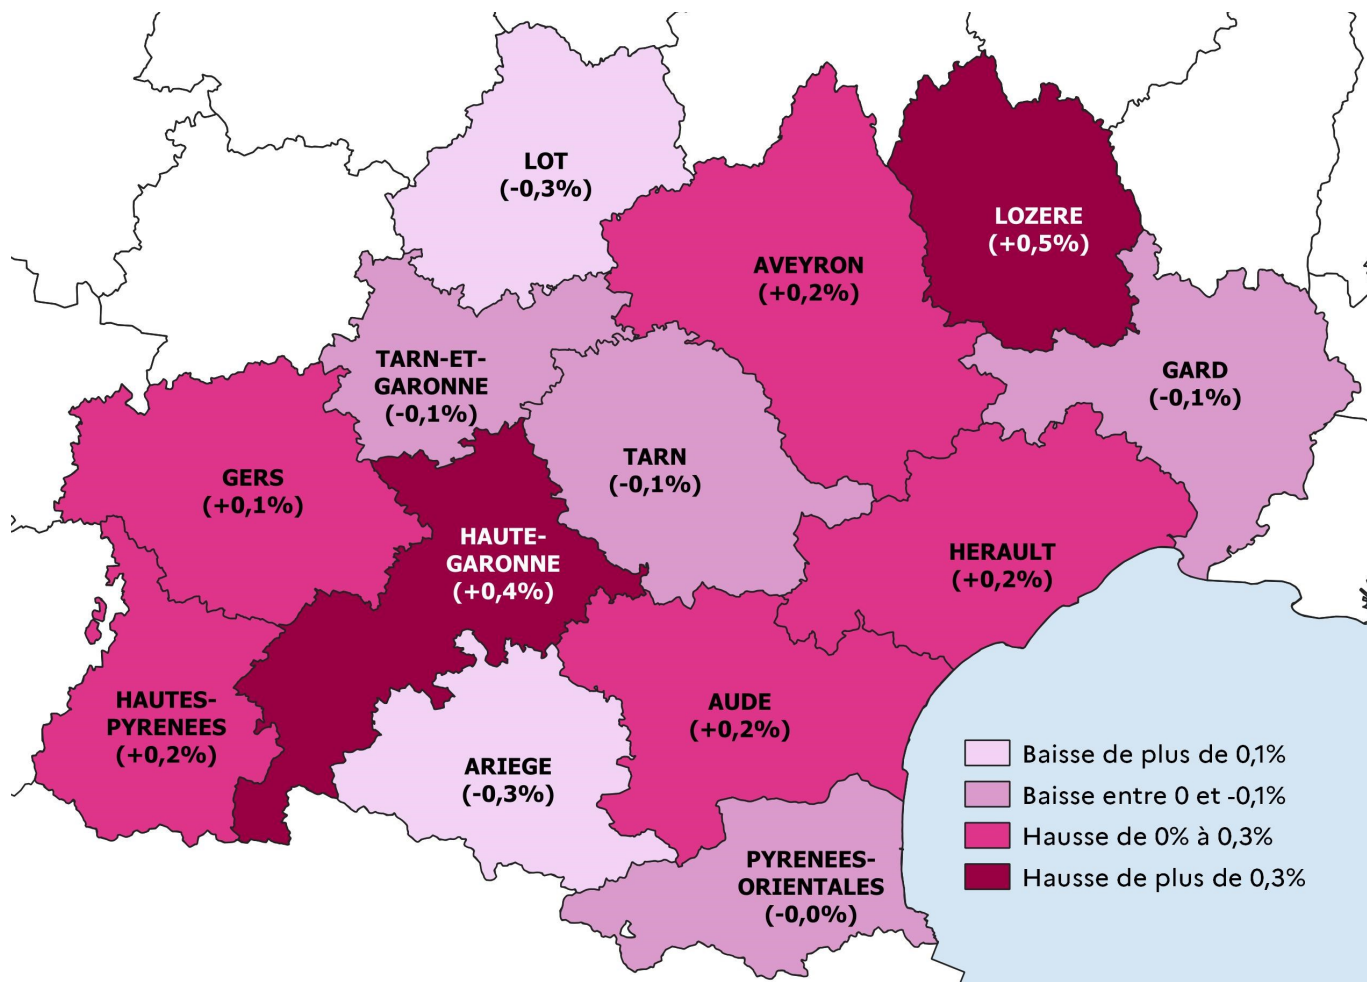 LOT
(-0,3%)
LOZERE
(+0,5%)
AVEYRON
(+0,2%)
TARN-ET-
GARONNE
(-0,1%)
GARD
(-0,1%)
GERS
(+0,1%)
TARN
(-0,1%)
HAUTE-
GARONNE
(+0,4%)
HERAULT
(+0,2%)
HAUTES-
PYRENEES
(+0,2%)
AUDE
(+0,2%)
ARIEGE
(-0,3%)
PYRENEES-
ORIENTALES
(-0,0%)
Baisse de plus de 0,1%
Baisse entre 0 et -0,1%
Hausse de 0% à 0,3%
Hausse de plus de 0,3%